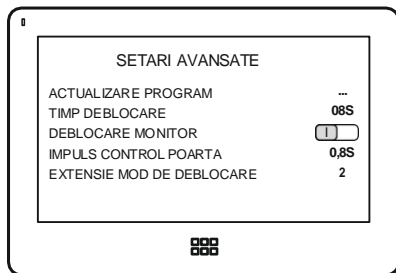 SETARI AVANSATE
ACTUALIZARE PROGRAM ...
TIMP DEBLOCARE 08S
DEBLOCARE MONITOR
IMPULS CONTROL POARTA 0,8S
EXTENSIE MOD DE DEBLOCARE 2